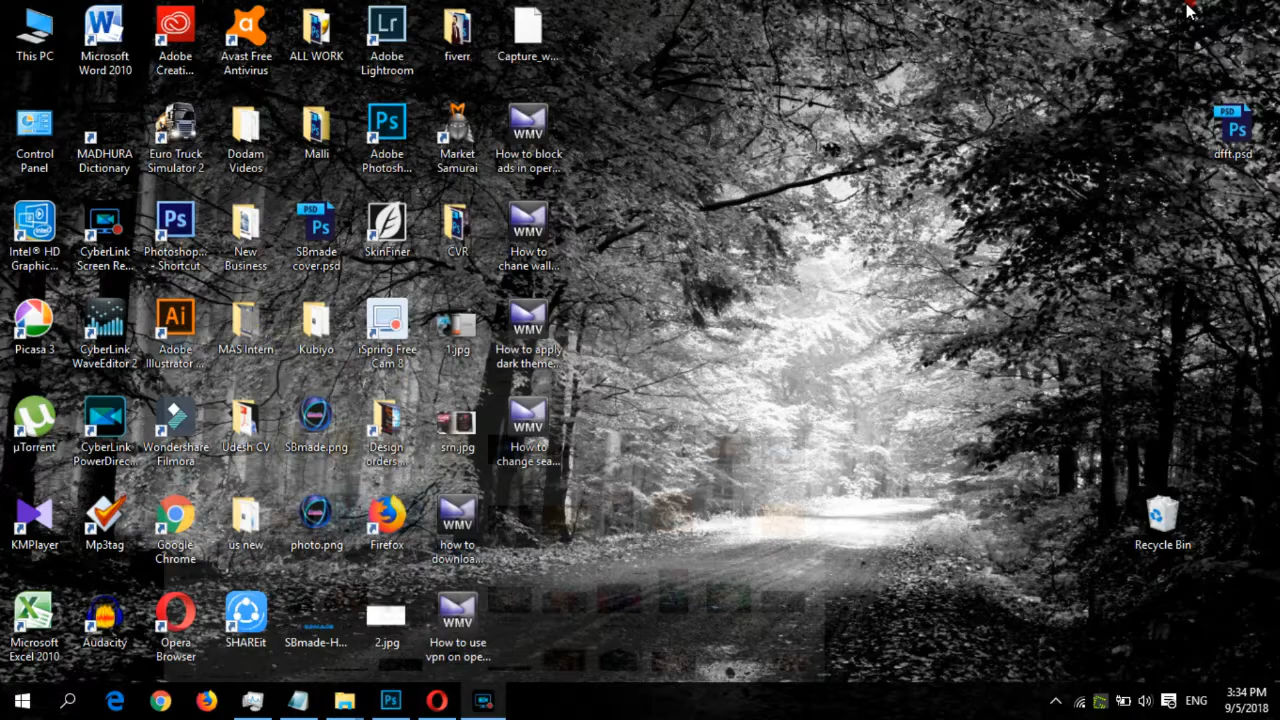 This PC
Microsoft
Word 2010
Adobe
Creati...
Avast Free
Antivirus
ALL WORK
Adobe
Lightroom
fiverr
Capture_w...
Control
Panel
MADHURA
Dictionary
Euro Truck
Simulator 2
Dodam
Videos
Malli
Adobe
Photosh...
Market
Samurai
WMV
How to block
ads in oper...
PSD
Ps
dfft.psd
Intel® HD
Graphic...
CyberLink
Screen Re...
Ps
Photoshop...
- Shortcut
New
Business
PSD
Ps
SBmade
cover.psd
SkinFiner
CVR
WMV
How to
chane wall...
Picasa 3
CyberLink
WaveEditor 2
Ai
Adobe
Illustrator ...
MAS Intern
Kubiyo
iSpring Free
Cam 8
1.jpg
WMV
How to apply
dark theme...
µTorrent
CyberLink
PowerDirec...
Wondershare
Filmora
Udesh CV
SBmade.png
Design
orders ...
srn.jpg
WMV
How to
change sea...
KMPlayer
Mp3tag
Google
Chrome
us new
photo.png
Firefox
WMV
how to
downloa...
Recycle Bin
Microsoft
Excel 2010
Audacity
Opera
Browser
SHAREit
SBmade-H...
2.jpg
WMV
How to use
vpn on ope...
ENG
3:34 PM
9/5/2018